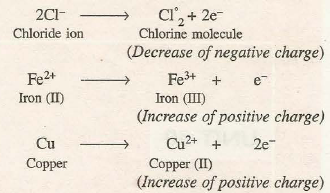 2Cl⁻ ⟶ Cl°₂ + 2e⁻
Chloride ion Chlorine molecule
(Decrease of negative charge)
Fe²⁺ ⟶ Fe³⁺ + e⁻
Iron (II) Iron (III)
(Increase of positive charge)
Cu ⟶ Cu²⁺ + 2e⁻
Copper Copper (II)
(Increase of positive charge)